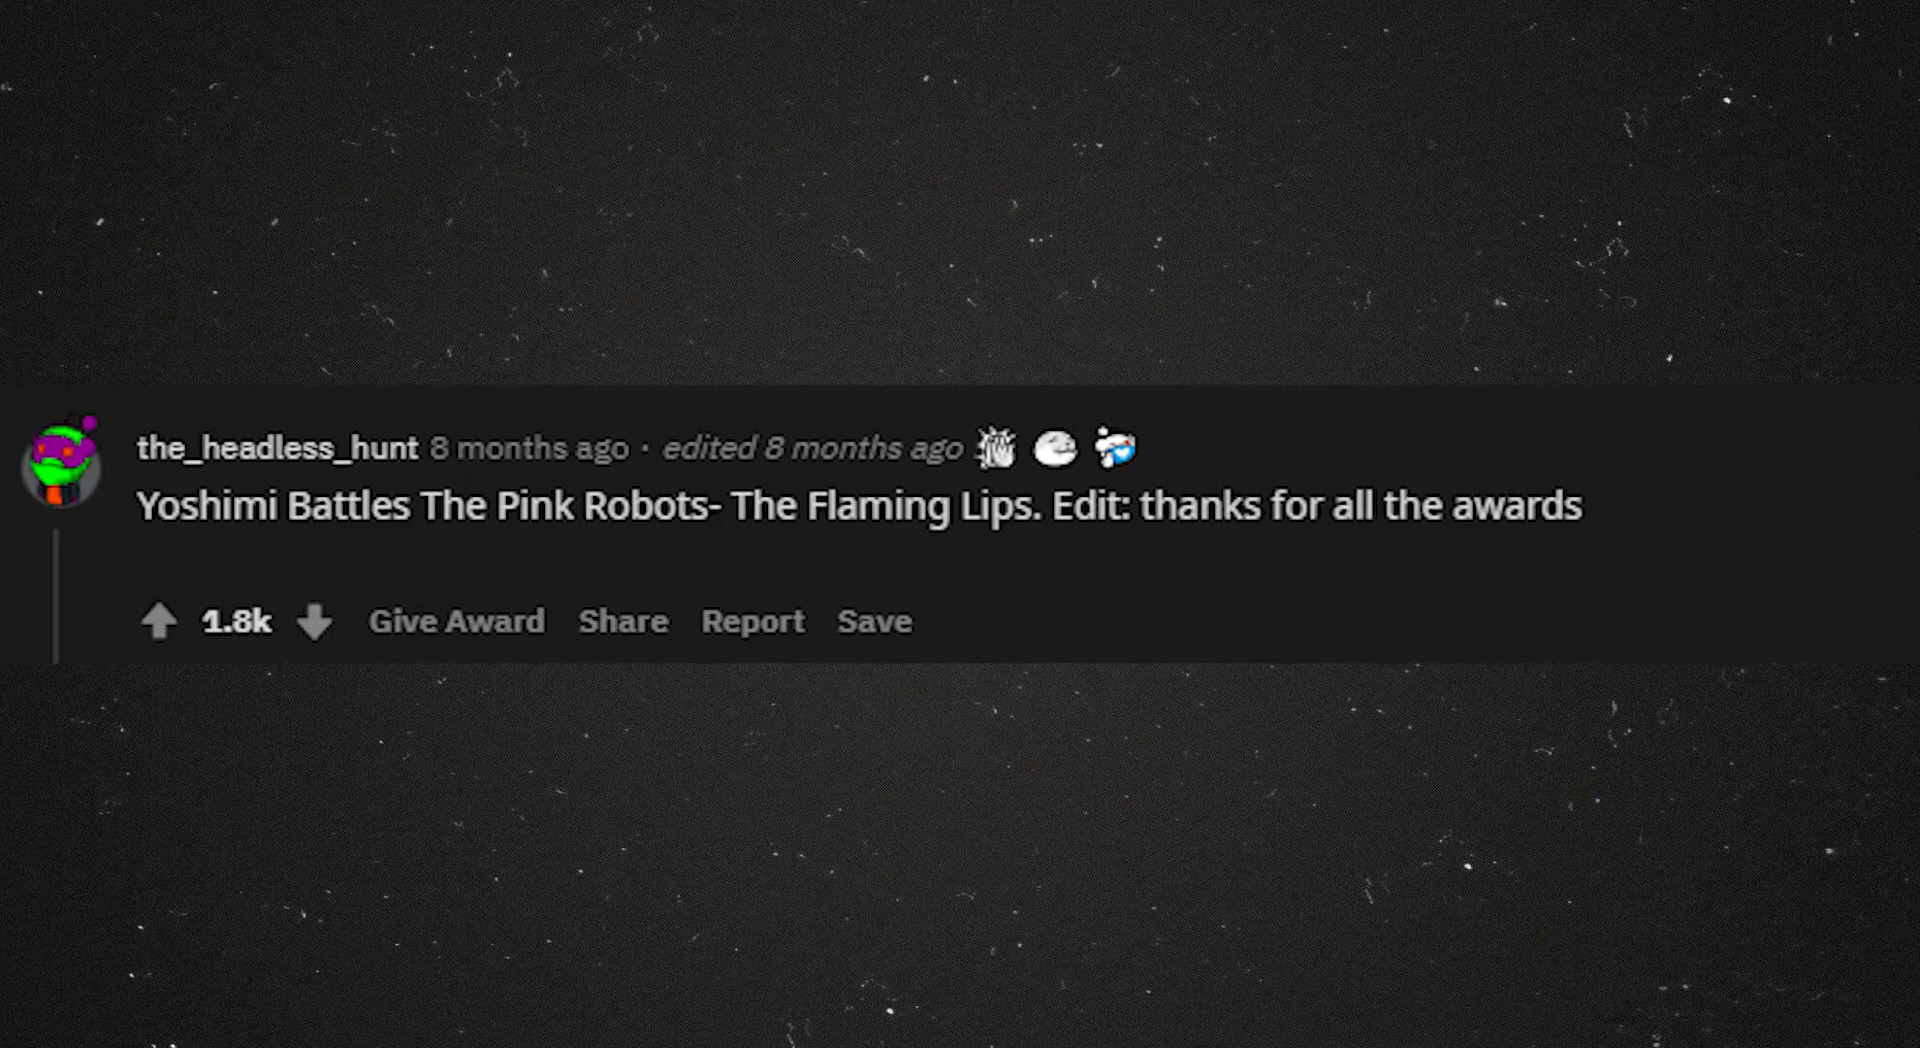 the_headless_hunt 8 months ago · edited 8 months ago
Yoshimi Battles The Pink Robots- The Flaming Lips. Edit: thanks for all the awards
1.8k Give Award Share Report Save